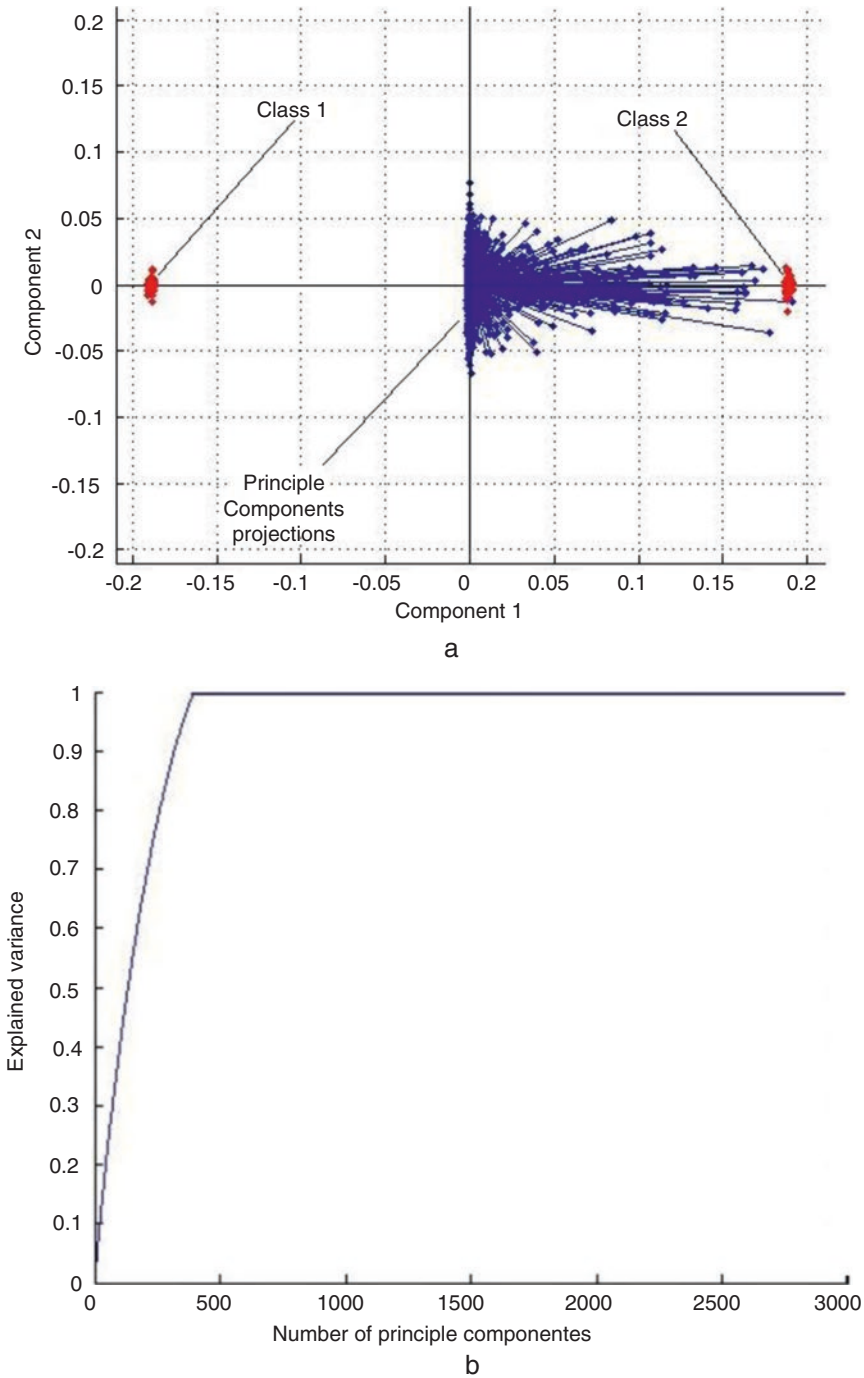 0.2
0.15
Class 1
Class 2
0.1
0.05
0
-0.05
-0.1
-0.15
-0.2
Component 2
Principle
Components
projections
-0.2 -0.15 -0.1 -0.05 0 0.05 0.1 0.15 0.2
Component 1
a
1
0.9
0.8
0.7
0.6
0.5
0.4
0.3
0.2
0.1
0
Explained variance
0 500 1000 1500 2000 2500 3000
Number of principle componentes
b